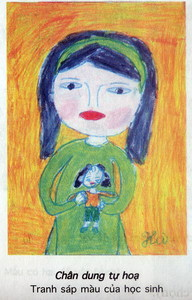 Chân dung tự hoạ
Tranh sáp màu của học sinh